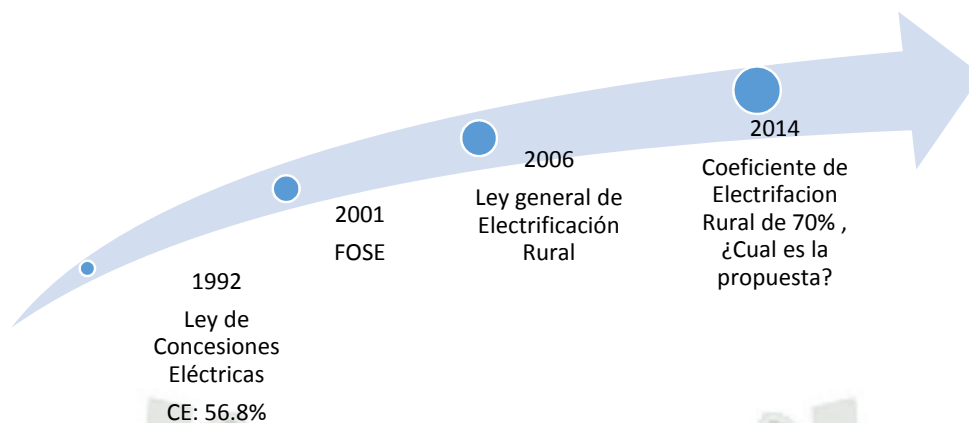 1992
Ley de
Concesiones
Eléctricas
CE: 56.8%
2001
FOSE
2006
Ley general de
Electrificación
Rural
2014
Coeficiente de
Electrifacion
Rural de 70% ,
¿Cual es la
propuesta?